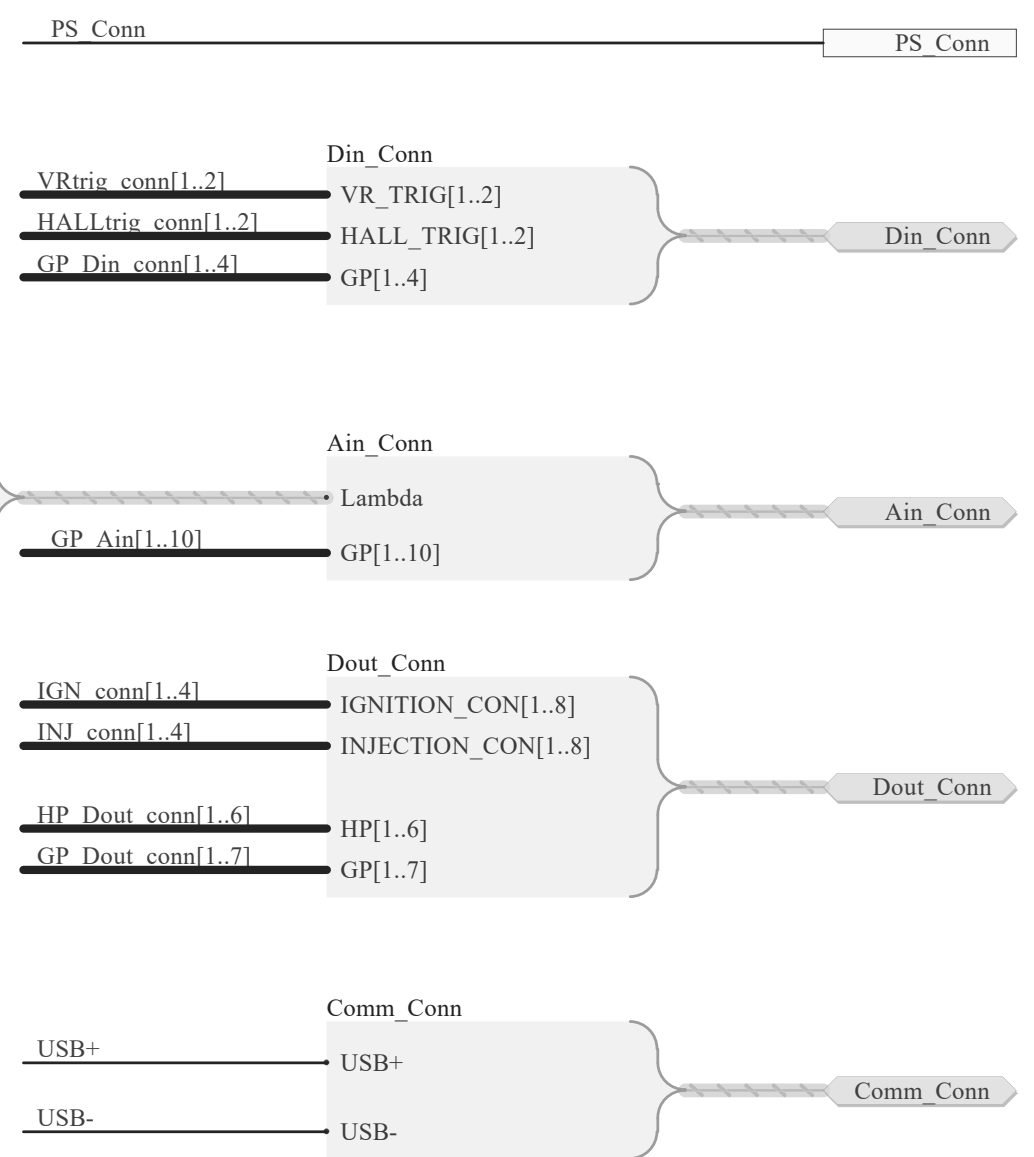 PS_Conn
PS_Conn
Din_Conn
VRtrig_conn[1..2]
VR_TRIG[1..2]
HALLtrig_conn[1..2]
HALL_TRIG[1..2]
Din_Conn
GP_Din_conn[1..4]
GP[1..4]
Ain_Conn
Lambda
Ain_Conn
GP_Ain[1..10]
GP[1..10]
Dout_Conn
IGN_conn[1..4]
IGNITION_CON[1..8]
INJ_conn[1..4]
INJECTION_CON[1..8]
Dout_Conn
HP_Dout_conn[1..6]
HP[1..6]
GP_Dout_conn[1..7]
GP[1..7]
Comm_Conn
USB+
USB+
Comm_Conn
USB-
USB-